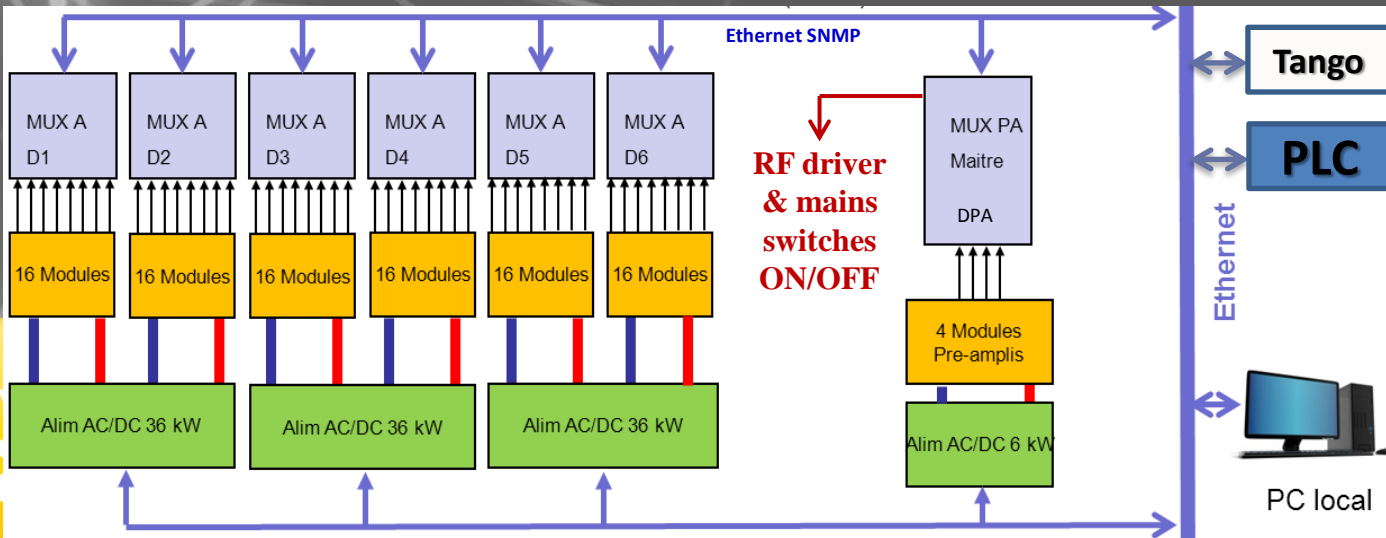 Ethernet SNMP
MUX A
D1
MUX A
D2
MUX A
D3
MUX A
D4
MUX A
D5
MUX A
D6
MUX PA
Maitre
DPA
RF driver
& mains
switches
ON/OFF
16 Modules
16 Modules
16 Modules
16 Modules
16 Modules
16 Modules
4 Modules
Pre-amplis
Alim AC/DC 36 kW
Alim AC/DC 36 kW
Alim AC/DC 36 kW
Alim AC/DC 6 kW
Ethernet
Tango
PLC
PC local